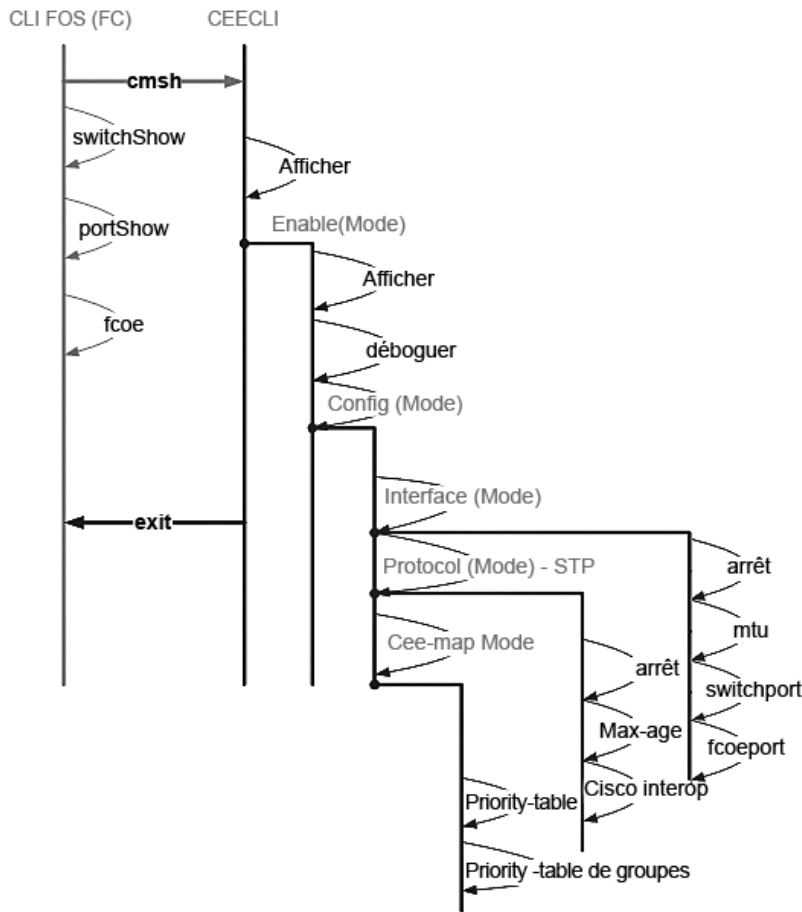 CLI FOS (FC)
CEECLI
cmsh
switchShow
Afficher
portShow
Enable(Mode)
Afficher
fcoe
déboguer
Config (Mode)
Interface (Mode)
exit
Protocol (Mode) - STP
arrêt
mtu
Cee-map Mode
arrêt
switchport
Max-age
fcoeport
Cisco interop
Priority-table
Priority -table de groupes